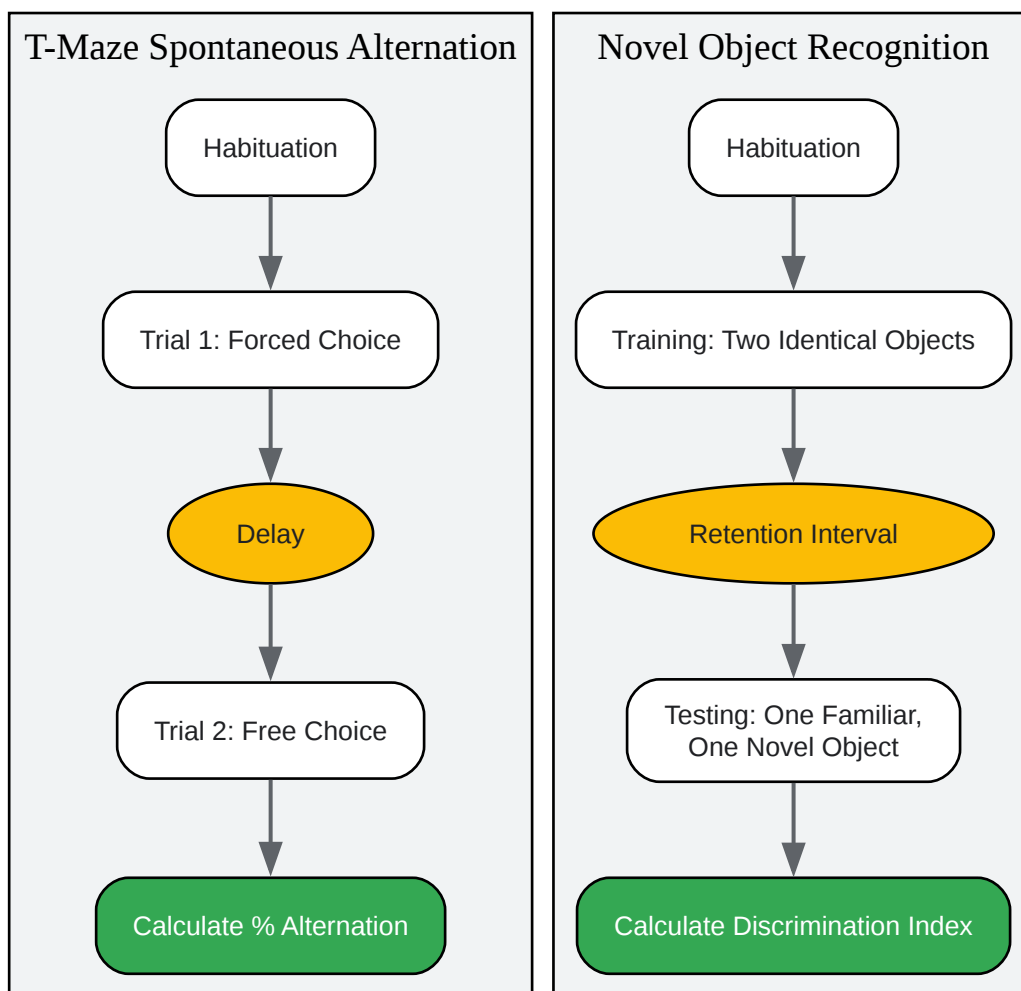 T-Maze Spontaneous Alternation
Habituation
Trial 1: Forced Choice
Delay
Trial 2: Free Choice
Calculate % Alternation
Novel Object Recognition
Habituation
Training: Two Identical Objects
Retention Interval
Testing: One Familiar,
One Novel Object
Calculate Discrimination Index